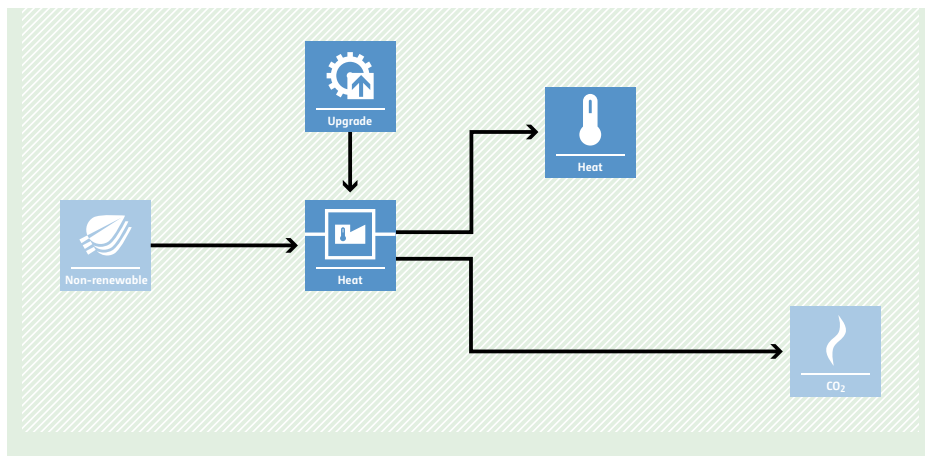 Upgrade
Heat
Non-renewable
Heat
CO₂